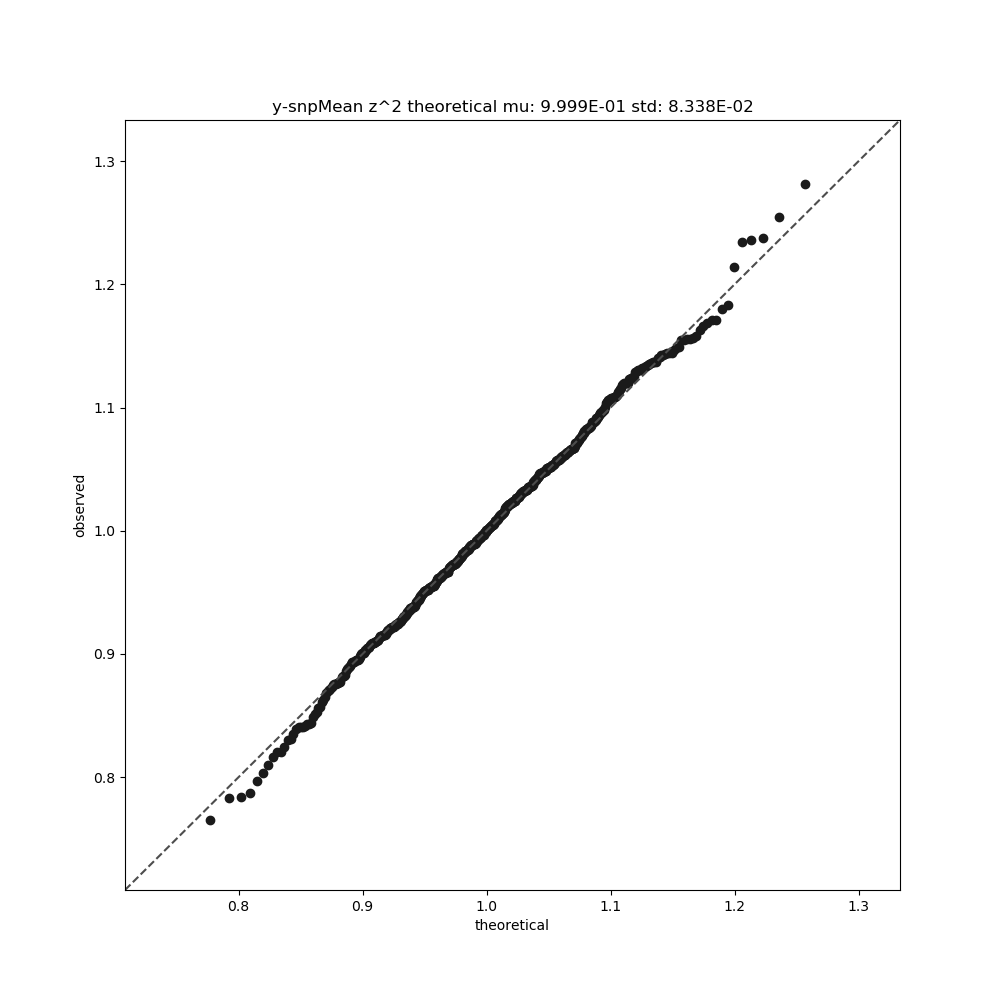 y-snpMean z^2 theoretical mu: 9.999E-01 std: 8.338E-02
1.3
1.2
1.1
1.0
0.9
0.8
observed
0.8 0.9 1.0 1.1 1.2 1.3
theoretical